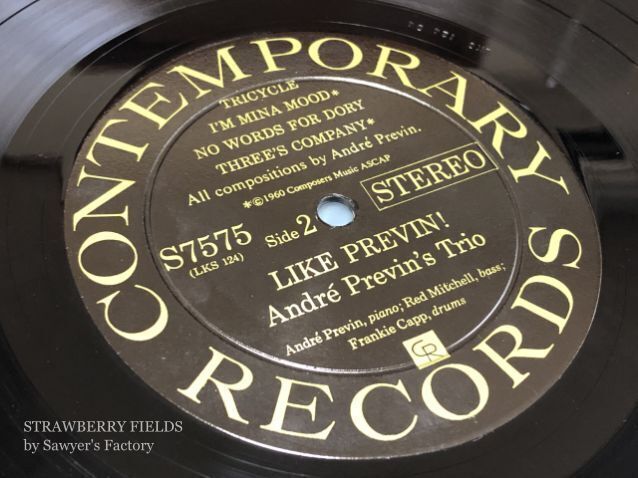 CONTEMPORARY RECORDS
TRICYCLE
I'M MINA MOOD*
NO WORDS FOR DORY
THREE'S COMPANY*
All compositions by André Previn.
*©1960 Composers Music ASCAP
STEREO
S7575
(LKS 124)
Side 2
LIKE PREVIN!
André Previn's Trio
André Previn, piano; Red Mitchell, bass;
Frankie Capp, drums
CR
STRAWBERRY FIELDS
by Sawyer's Factory